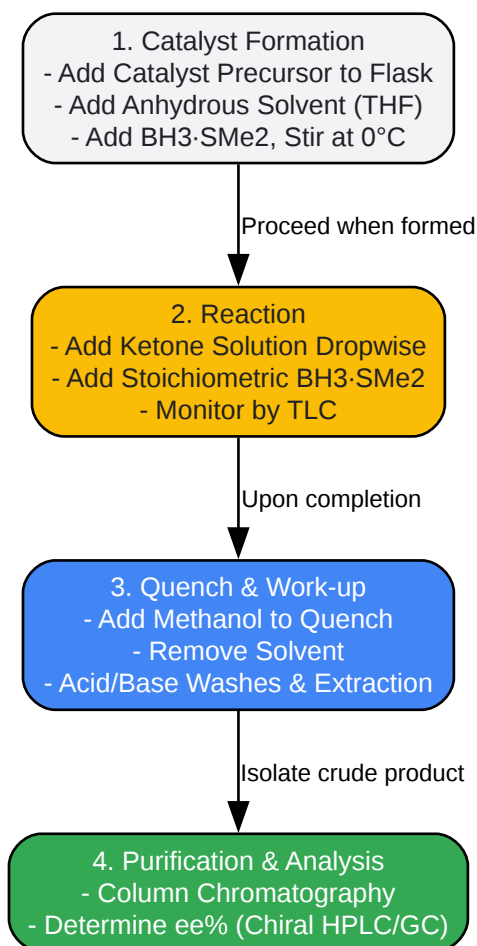 1. Catalyst Formation
- Add Catalyst Precursor to Flask
- Add Anhydrous Solvent (THF)
- Add BH3·SMe2, Stir at 0°C
Proceed when formed
2. Reaction
- Add Ketone Solution Dropwise
- Add Stoichiometric BH3·SMe2
- Monitor by TLC
Upon completion
3. Quench & Work-up
- Add Methanol to Quench
- Remove Solvent
- Acid/Base Washes & Extraction
Isolate crude product
4. Purification & Analysis
- Column Chromatography
- Determine ee% (Chiral HPLC/GC)